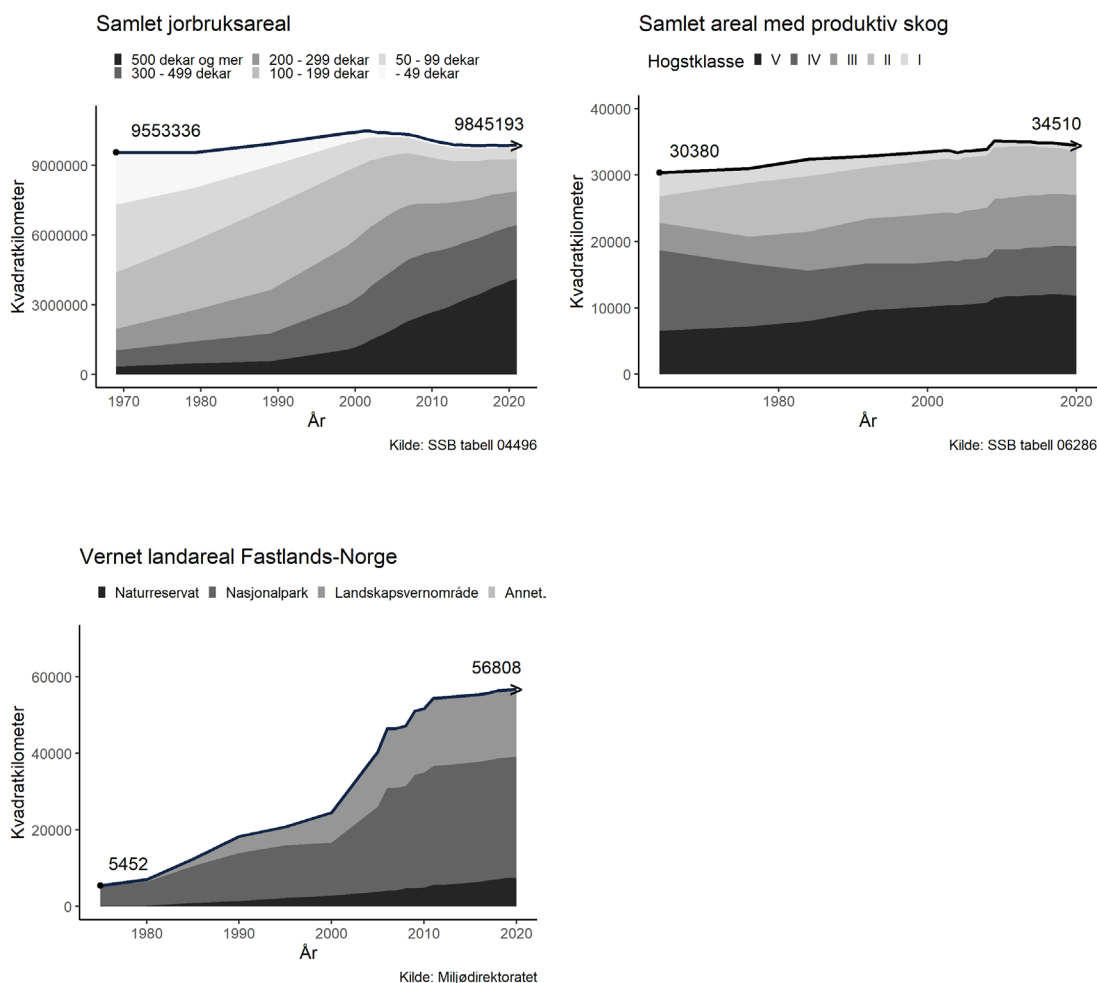 Samlet jorbruksareal
500 dekar og mer 200 - 299 dekar 50 - 99 dekar
300 - 499 dekar 100 - 199 dekar - 49 dekar
9553336
9845193
9000000
6000000
3000000
0
Kvadratkilometer
1970 1980 1990 2000 2010 2020
År
Kilde: SSB tabell 04496
Samlet areal med produktiv skog
Hogstklasse V IV III II I
40000
30380
34510
30000
20000
10000
0
Kvadratkilometer
1980 2000 2020
År
Kilde: SSB tabell 06286
Vernet landareal Fastlands-Norge
Naturreservat Nasjonalpark Landskapsvernområde Annet.
56808
60000
40000
20000
5452
0
Kvadratkilometer
1980 1990 2000 2010 2020
År
Kilde: Miljødirektoratet